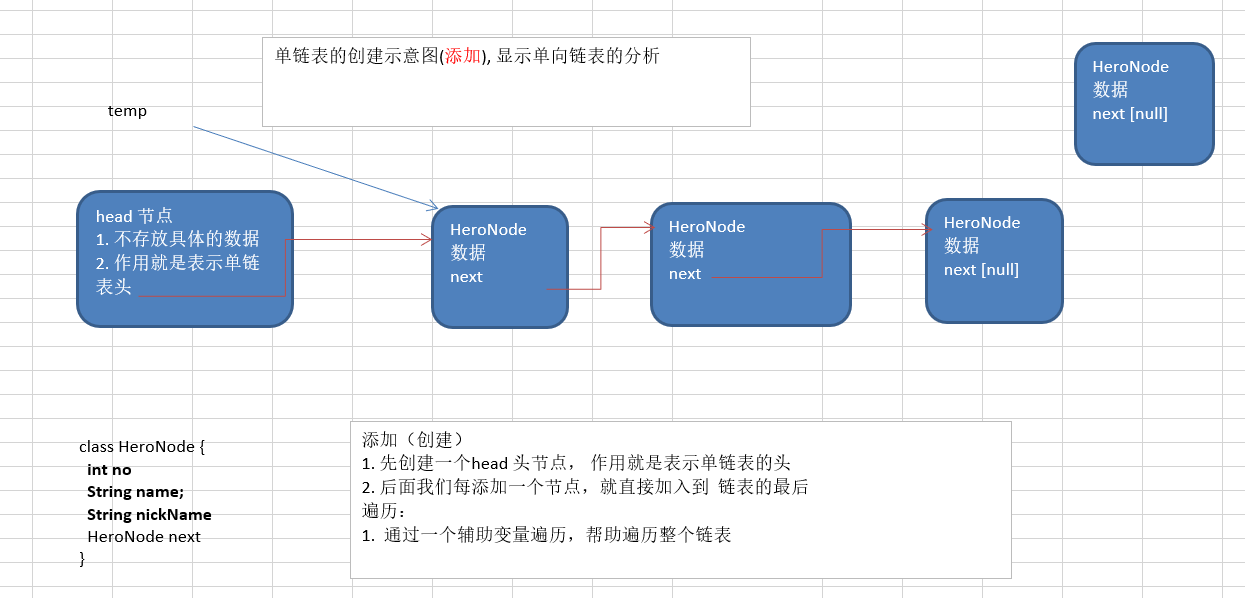 单链表的创建示意图(添加), 显示单向链表的分析
temp
HeroNode
数据
next [null]
head 节点
1. 不存放具体的数据
2. 作用就是表示单链
表头
HeroNode
数据
next
HeroNode
数据
next
HeroNode
数据
next [null]
class HeroNode {
int no
String name;
String nickName
HeroNode next
}
添加（创建）
1. 先创建一个head 头节点， 作用就是表示单链表的头
2. 后面我们每添加一个节点，就直接加入到 链表的最后
遍历：
1. 通过一个辅助变量遍历，帮助遍历整个链表